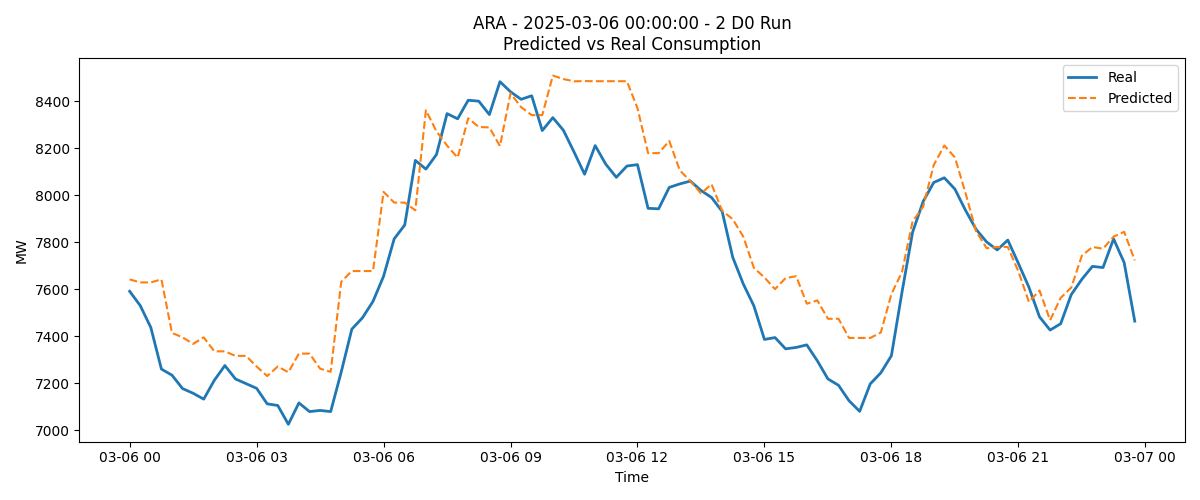 ARA - 2025-03-06 00:00:00 - 2 D0 Run
Predicted vs Real Consumption
Real
Predicted
MW
8400
8200
8000
7800
7600
7400
7200
7000
03-06 00 03-06 03 03-06 06 03-06 09 03-06 12 03-06 15 03-06 18 03-06 21 03-07 00
Time